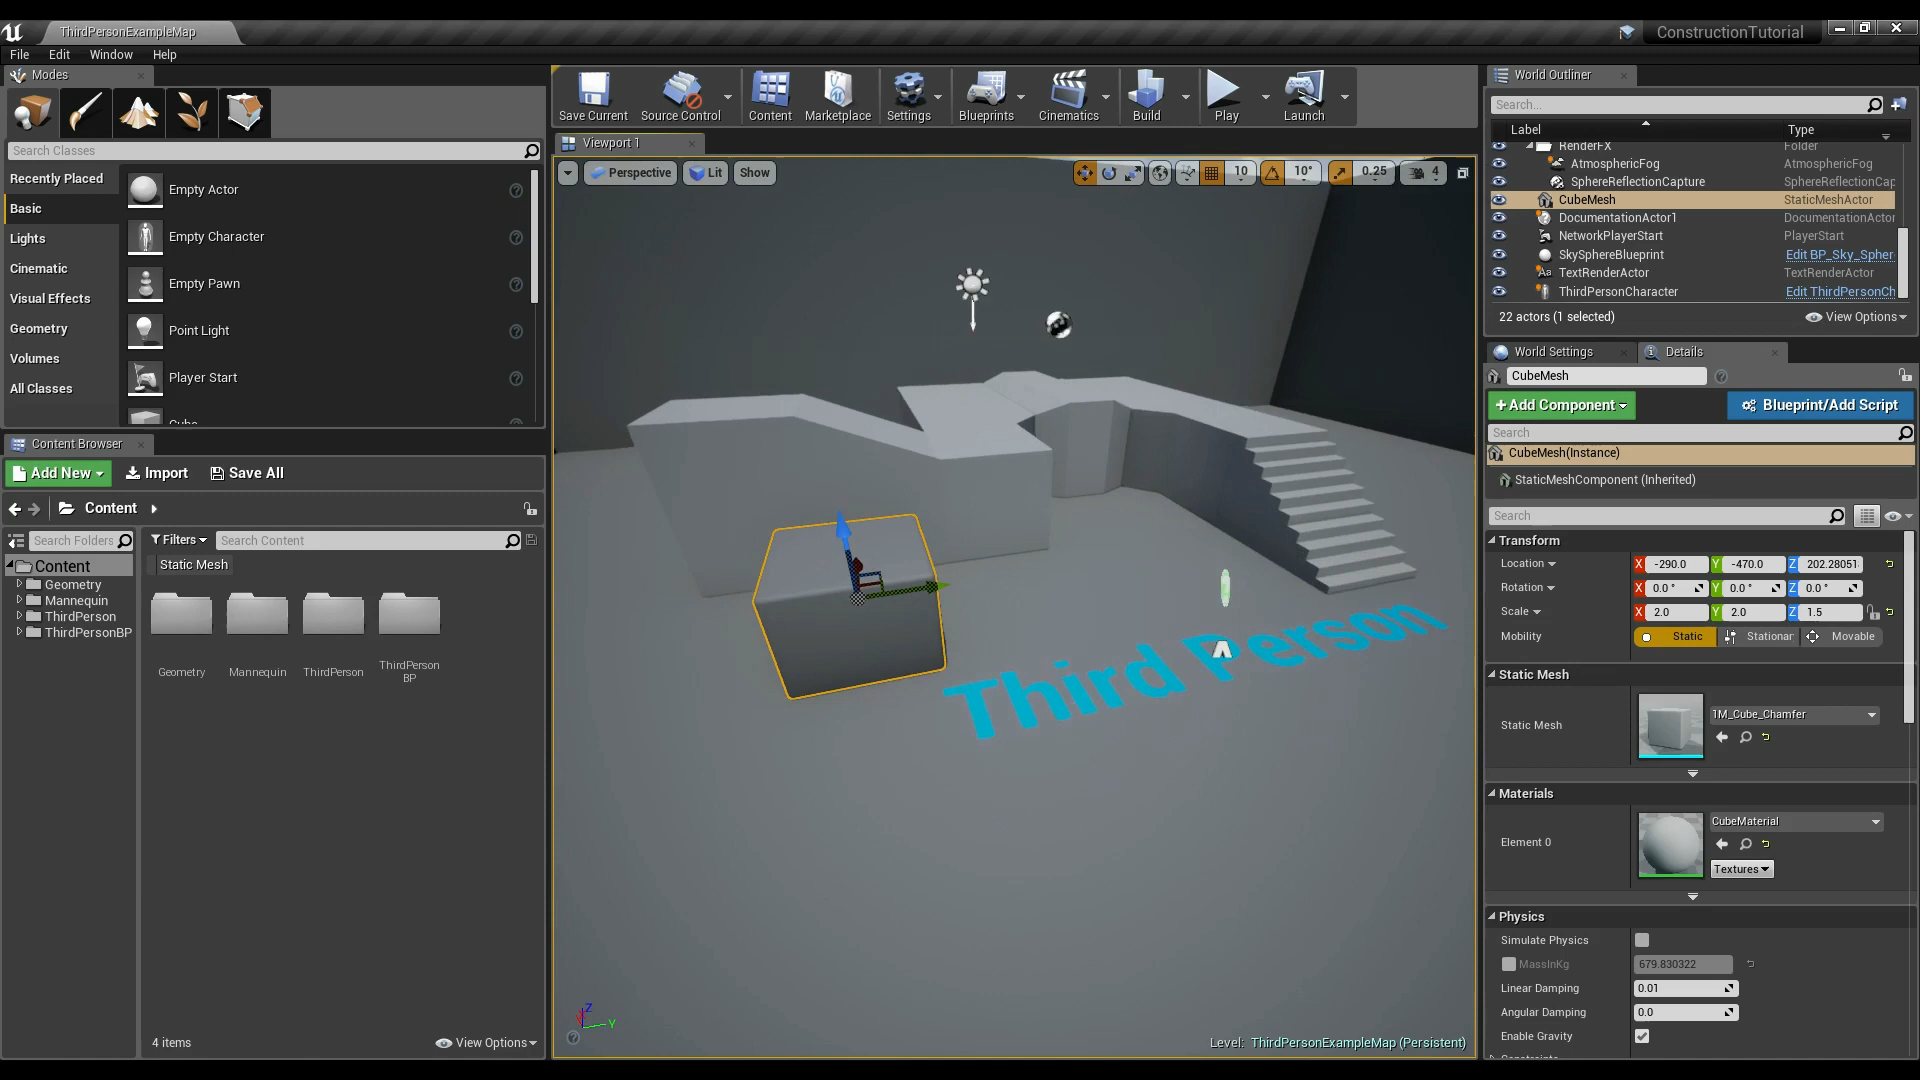 ThirdPersonExampleMap
ConstructionTutorial
File Edit Window Help
Modes
Search Classes
Recently Placed
Basic
Lights
Cinematic
Visual Effects
Geometry
Volumes
All Classes
Empty Actor
Empty Character
Empty Pawn
Point Light
Player Start
Cube
Content Browser
Add New Import Save All
Content
Search Folders
Content
Geometry
Mannequin
ThirdPerson
ThirdPersonBP
Filters Search Content
Static Mesh
Geometry
Mannequin
ThirdPerson
ThirdPerson
BP
4 items View Options
Save Current Source Control Content Marketplace Settings Blueprints Cinematics Build Play Launch
Viewport 1
Perspective Lit Show 10 10° 0.25 4
Third Person
Z
Y
Level: ThirdPersonExampleMap (Persistent)
World Outliner
Search...
Label Type
RenderFX Folder
AtmosphericFog AtmosphericFog
SphereReflectionCapture SphereReflectionCap
CubeMesh StaticMeshActor
DocumentationActor1 DocumentationActor
NetworkPlayerStart PlayerStart
SkySphereBlueprint Edit BP_Sky_Spher
TextRenderActor TextRenderActor
ThirdPersonCharacter Edit ThirdPersonCh
22 actors (1 selected) View Options
World Settings Details
CubeMesh
+Add Component Blueprint/Add Script
Search
CubeMesh(Instance)
StaticMeshComponent (Inherited)
Search
Transform
Location X -290.0 Y -470.0 Z 202.28051
Rotation X 0.0 ° Y 0.0 ° Z 0.0 °
Scale X 2.0 Y 2.0 Z 1.5
Mobility Static Stationar Movable
Static Mesh
Static Mesh 1M_Cube_Chamfer
Materials
Element 0 CubeMaterial
Textures
Physics
Simulate Physics
MassInKg 679.830322
Linear Damping 0.01
Angular Damping 0.0
Enable Gravity
Constraints